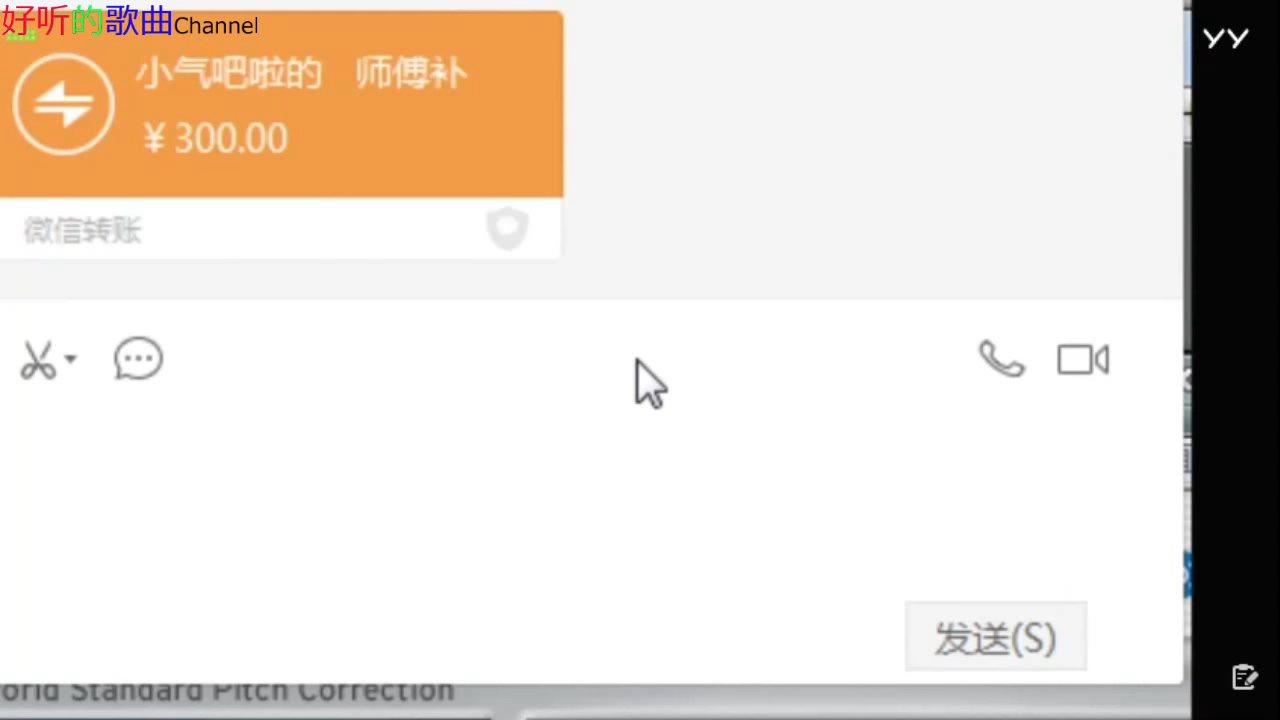 好听的歌曲Channel
YY
小气吧啦的 师傅补
¥ 300.00
微信转账
发送(S)
orld Standard Pitch Correction